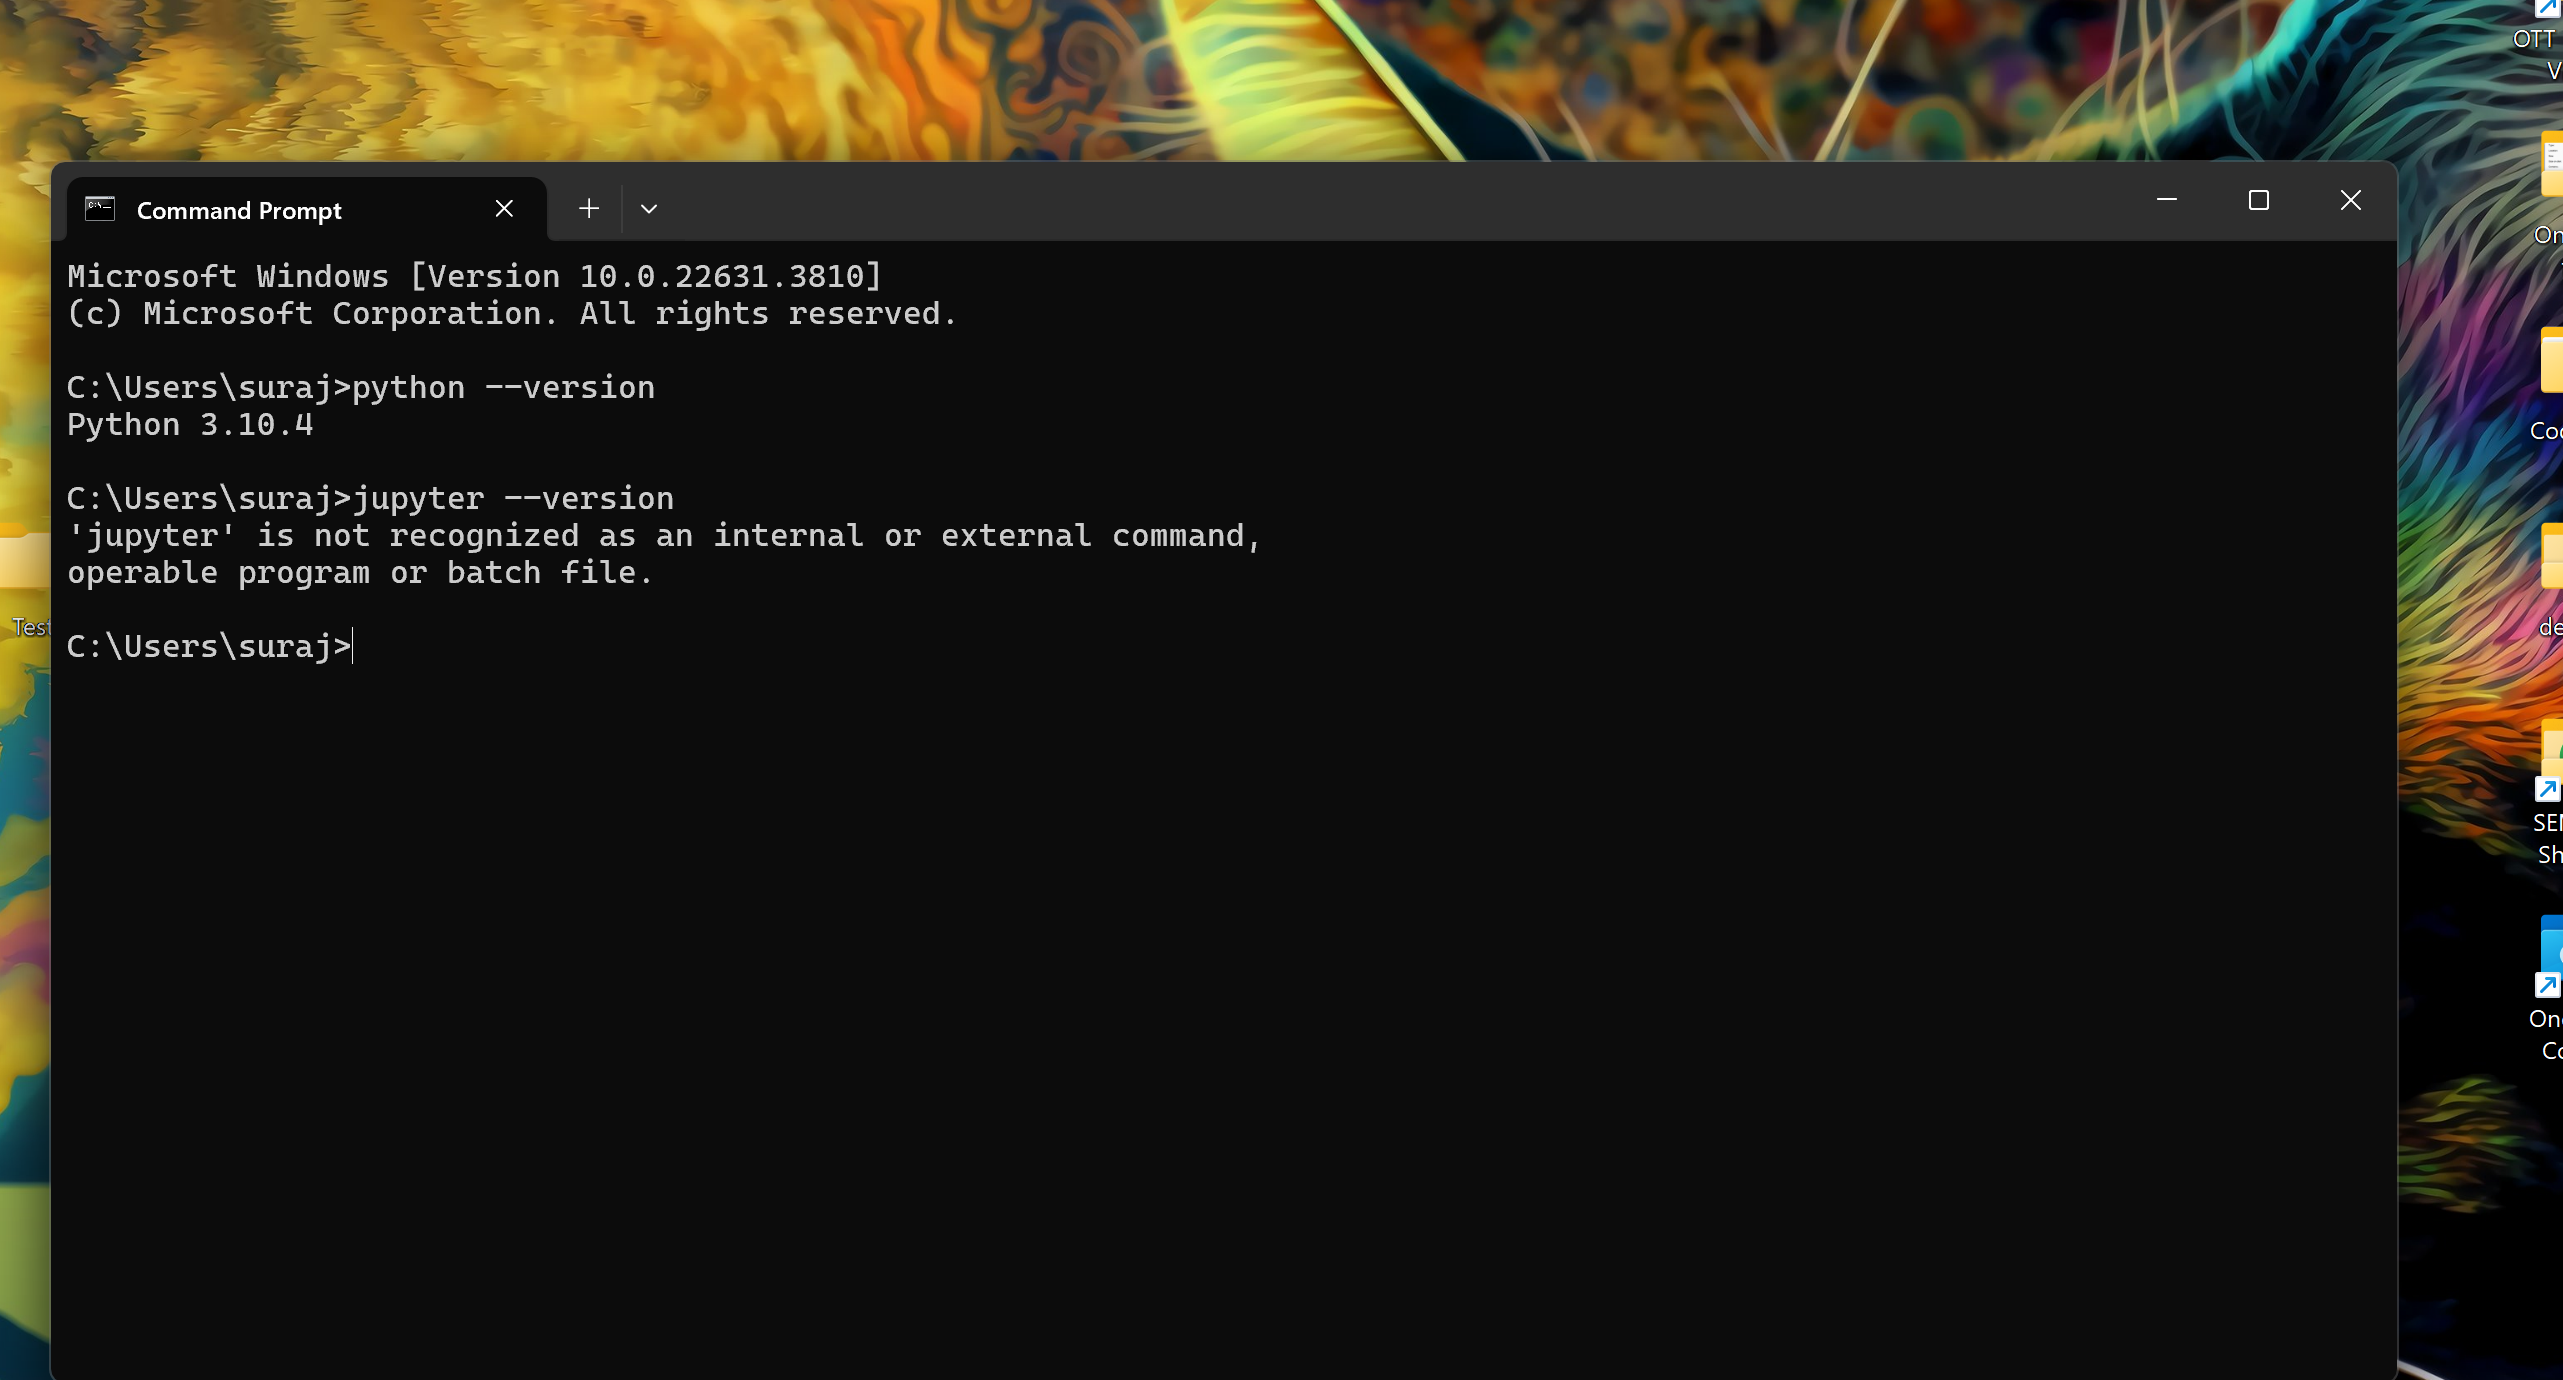 OTT
V
Command Prompt
Microsoft Windows [Version 10.0.22631.3810]
(c) Microsoft Corporation. All rights reserved.
C:\Users\suraj>python --version
Python 3.10.4
C:\Users\suraj>jupyter --version
'jupyter' is not recognized as an internal or external command,
operable program or batch file.
C:\Users\suraj>
Test
On
Coo
de
Sh
On
Co